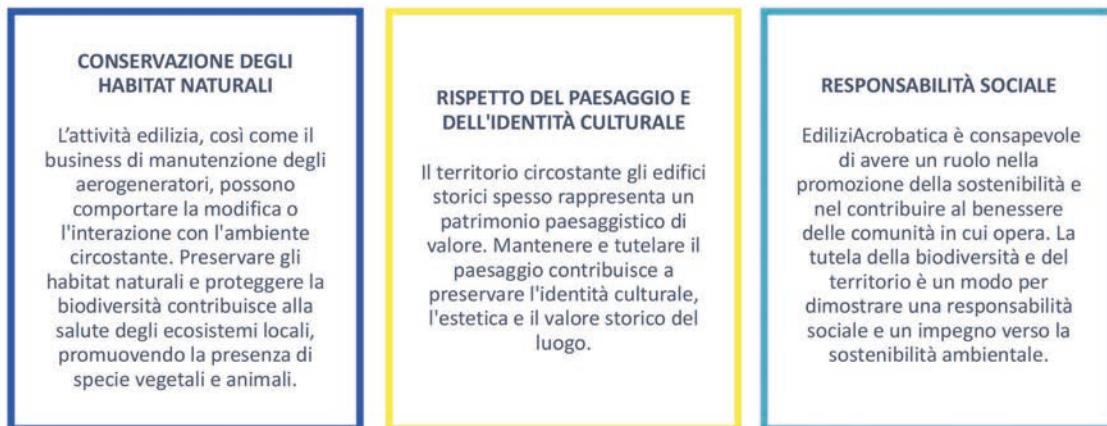 CONSERVAZIONE DEGLI
HABITAT NATURALI
L’attività edilizia, così come il
business di manutenzione degli
aerogeneratori, possono
comportare la modifica o
l'interazione con l'ambiente
circostante. Preservare gli
habitat naturali e proteggere la
biodiversità contribuisce alla
salute degli ecosistemi locali,
promuovendo la presenza di
specie vegetali e animali.
RISPETTO DEL PAESAGGIO E
DELL'IDENTITÀ CULTURALE
Il territorio circostante gli edifici
storici spesso rappresenta un
patrimonio paesaggistico di
valore. Mantenere e tutelare il
paesaggio contribuisce a
preservare l'identità culturale,
l'estetica e il valore storico del
luogo.
RESPONSABILITÀ SOCIALE
EdiliziAcrobatica è consapevole
di avere un ruolo nella
promozione della sostenibilità e
nel contribuire al benessere
delle comunità in cui opera. La
tutela della biodiversità e del
territorio è un modo per
dimostrare una responsabilità
sociale e un impegno verso la
sostenibilità ambientale.